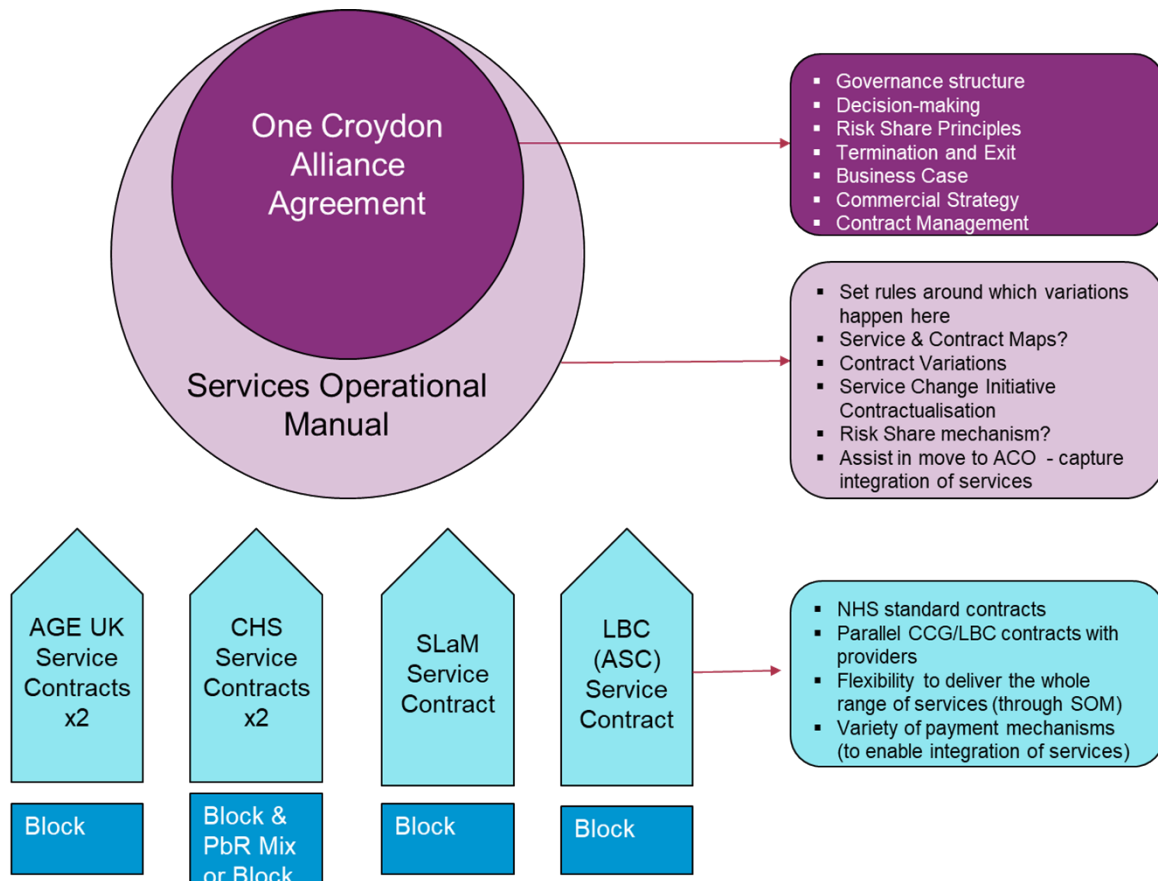 One Croydon
Alliance
Agreement
Services Operational
Manual
▪ Governance structure
▪ Decision-making
▪ Risk Share Principles
▪ Termination and Exit
▪ Business Case
▪ Commercial Strategy
▪ Contract Management
▪ Set rules around which variations
happen here
▪ Service & Contract Maps?
▪ Contract Variations
▪ Service Change Initiative
Contractualisation
▪ Risk Share mechanism?
▪ Assist in move to ACO - capture
integration of services
AGE UK
Service
Contracts
x2
CHS
Service
Contracts
x2
SLaM
Service
Contract
LBC
(ASC)
Service
Contract
▪ NHS standard contracts
▪ Parallel CCG/LBC contracts with
providers
▪ Flexibility to deliver the whole
range of services (through SOM)
▪ Variety of payment mechanisms
(to enable integration of services)
Block
Block &
PbR Mix
or Block
Block
Block